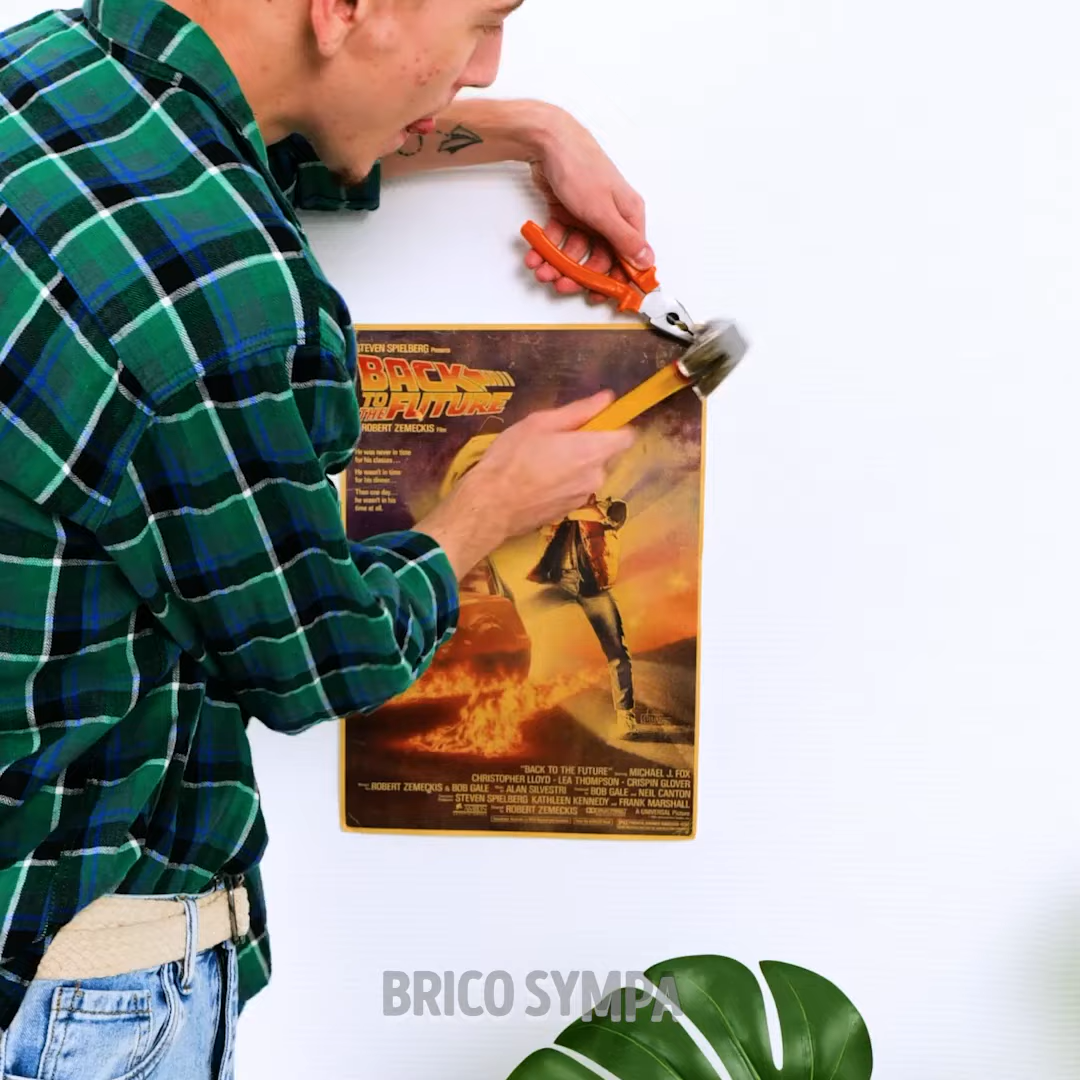 STEVEN SPIELBERG Presents
BACK
TO
THE FUTURE
ROBERT ZEMECKIS Film
He was never in time
for his classes...
He wasn't in time
for his dinner...
Then one day...
he wasn't in his
time at all.
"BACK TO THE FUTURE" Starring MICHAEL J. FOX
CHRISTOPHER LLOYD · LEA THOMPSON · CRISPIN GLOVER
ROBERT ZEMECKIS & BOB GALE ALAN SILVESTRI BOB GALE and NEIL CANTON
STEVEN SPIELBERG KATHLEEN KENNEDY and FRANK MARSHALL
ROBERT ZEMECKIS A UNIVERSAL Picture
BRICO SYMPA